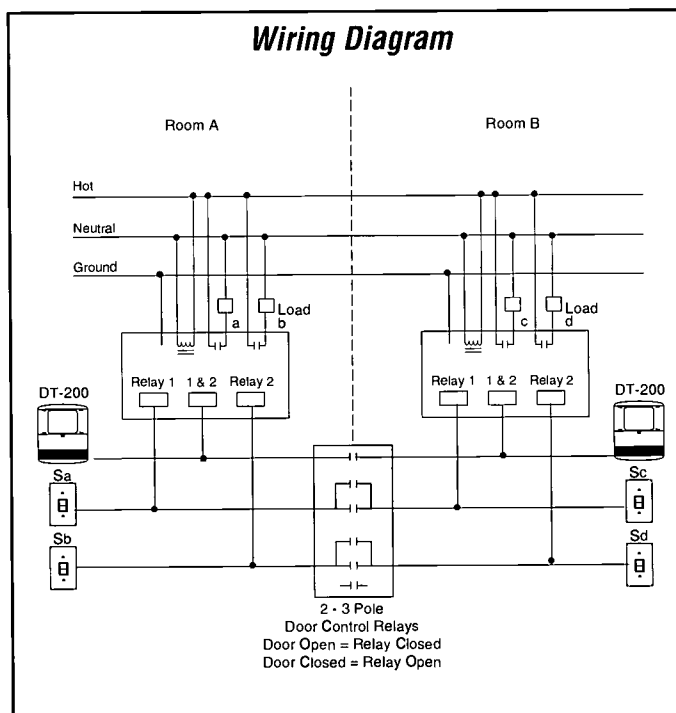 Wiring Diagram
Room A
Room B
Hot
Neutral
Ground
a
b
Load
c
d
Load
Relay 1
1 & 2
Relay 2
Relay 1
1 & 2
Relay 2
DT-200
DT-200
Sa
Sc
Sb
Sd
2 - 3 Pole
Door Control Relays
Door Open = Relay Closed
Door Closed = Relay Open